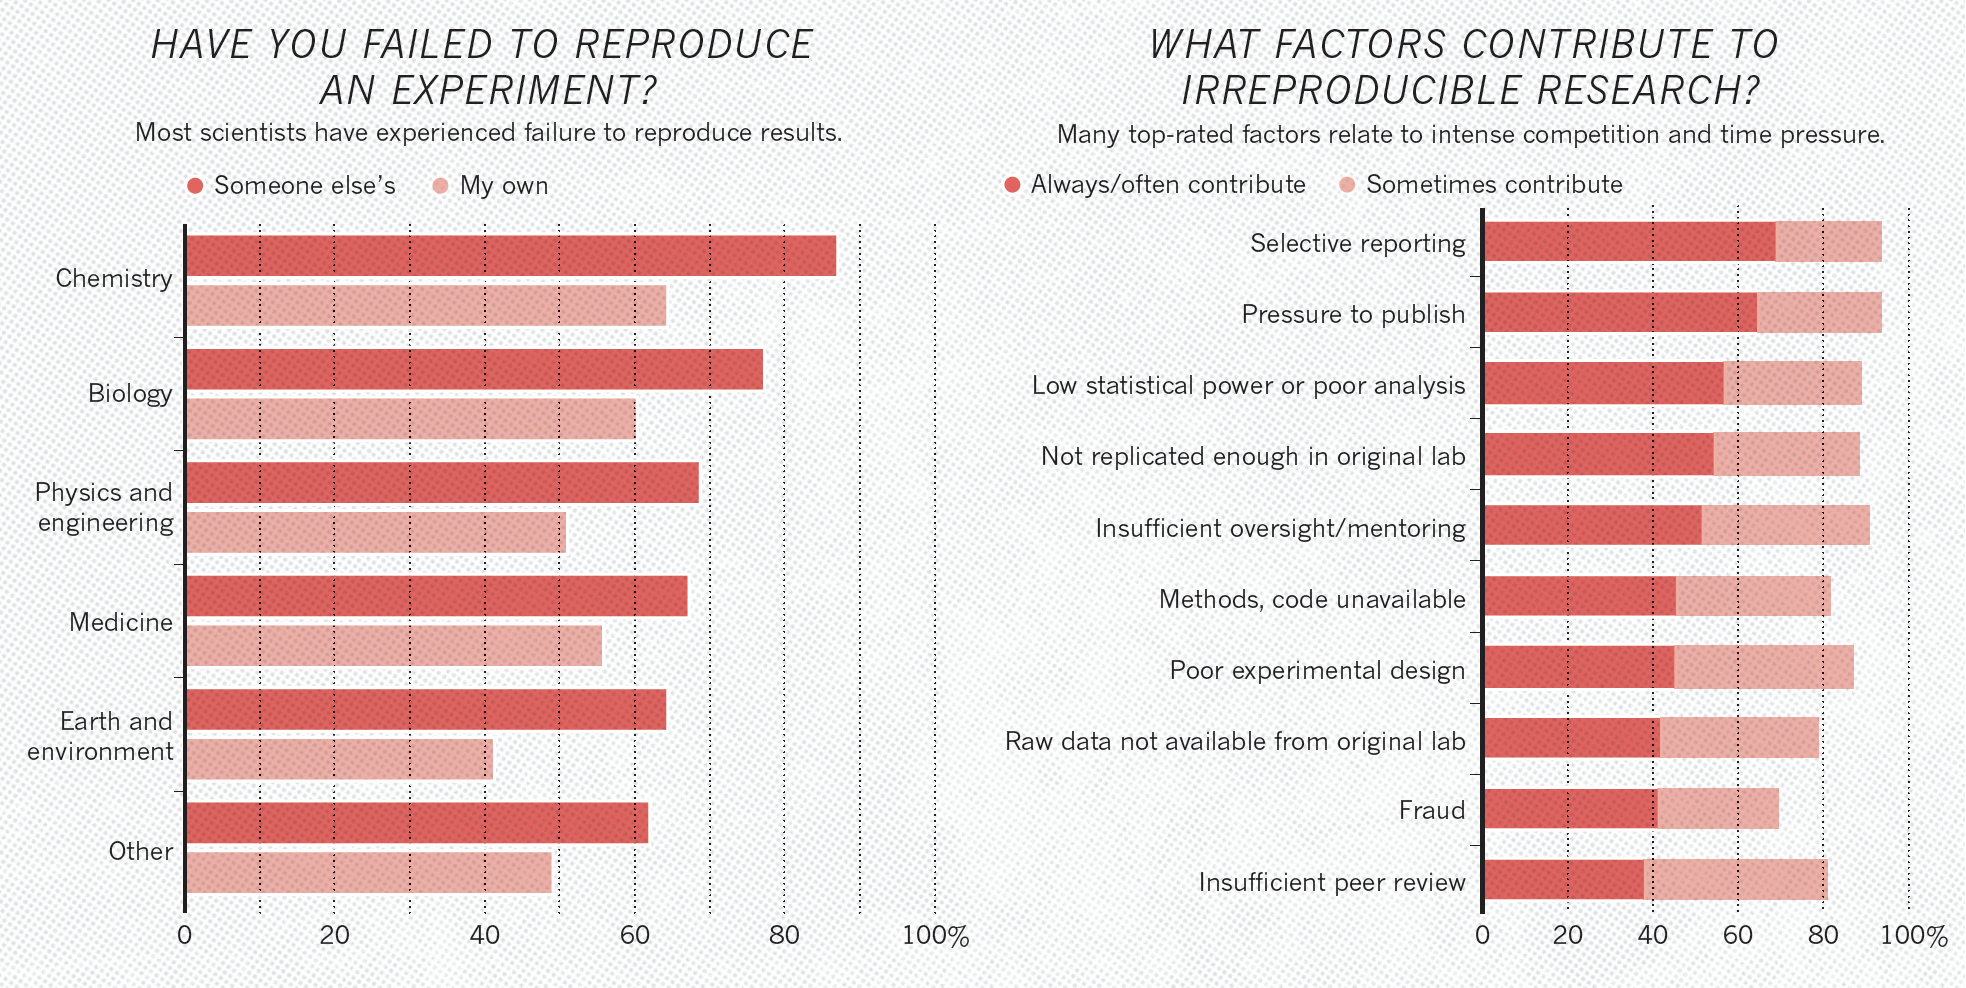 HAVE YOU FAILED TO REPRODUCE
AN EXPERIMENT?
Most scientists have experienced failure to reproduce results.
Someone else’s
My own
Chemistry
Biology
Physics and
engineering
Medicine
Earth and
environment
Other
0
20
40
60
80
100%
WHAT FACTORS CONTRIBUTE TO
IRREPRODUCIBLE RESEARCH?
Many top-rated factors relate to intense competition and time pressure.
Always/often contribute
Sometimes contribute
Selective reporting
Pressure to publish
Low statistical power or poor analysis
Not replicated enough in original lab
Insufficient oversight/mentoring
Methods, code unavailable
Poor experimental design
Raw data not available from original lab
Fraud
Insufficient peer review
0
20
40
60
80
100%